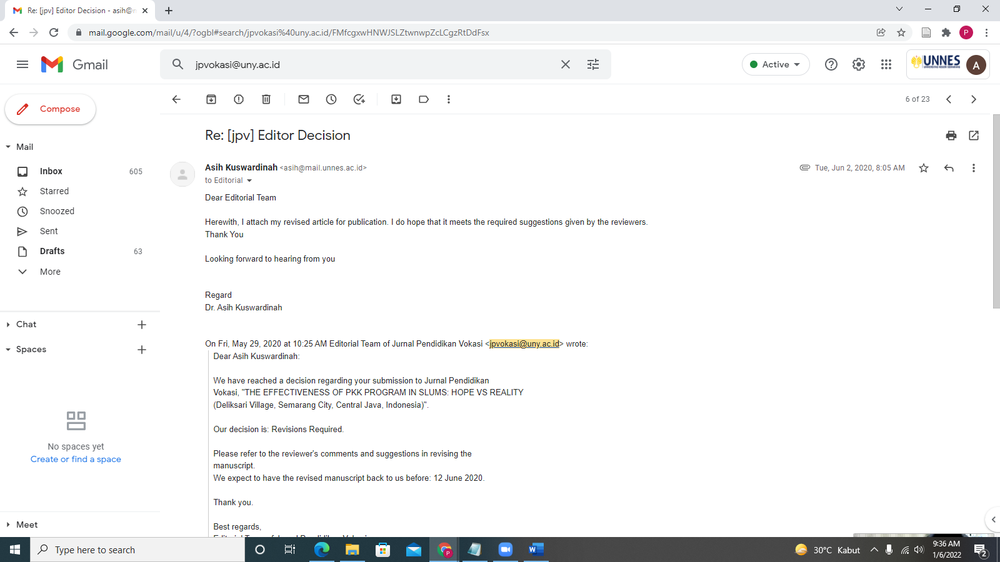 Re: [jpv] Editor Decision - asih@m
mail.google.com/mail/u/4/?ogbl#search/jpvokasi%40uny.ac.id/FMfcgxwHNWJSLZtwnwpZcLCgzRtDdFsx
P
Gmail
jpvokasi@uny.ac.id
Active
UNNES
UNIVERSITAS NEGERI SEMARANG
A
Compose
6 of 23
Mail
Inbox 605
Starred
Snoozed
Sent
Drafts 63
More
Chat
Spaces
No spaces yet
Create or find a space
Meet
Re: [jpv] Editor Decision
Asih Kuswardinah <asih@mail.unnes.ac.id>
Tue, Jun 2, 2020, 8:05 AM
to Editorial
Dear Editorial Team
Herewith, I attach my revised article for publication. I do hope that it meets the required suggestions given by the reviewers.
Thank You
Looking forward to hearing from you
Regard
Dr. Asih Kuswardinah
On Fri, May 29, 2020 at 10:25 AM Editorial Team of Jurnal Pendidikan Vokasi <jpvokasi@uny.ac.id> wrote:
Dear Asih Kuswardinah:
We have reached a decision regarding your submission to Jurnal Pendidikan
Vokasi, "THE EFFECTIVENESS OF PKK PROGRAM IN SLUMS: HOPE VS REALITY
(Deliksari Village, Semarang City, Central Java, Indonesia)".
Our decision is: Revisions Required.
Please refer to the reviewer's comments and suggestions in revising the
manuscript.
We expect to have the revised manuscript back to us before: 12 June 2020.
Thank you.
Best regards,
Editorial Team of Jurnal Pendidikan Vokasi
Type here to search
P
30°C Kabut
9:36 AM
1/6/2022
2